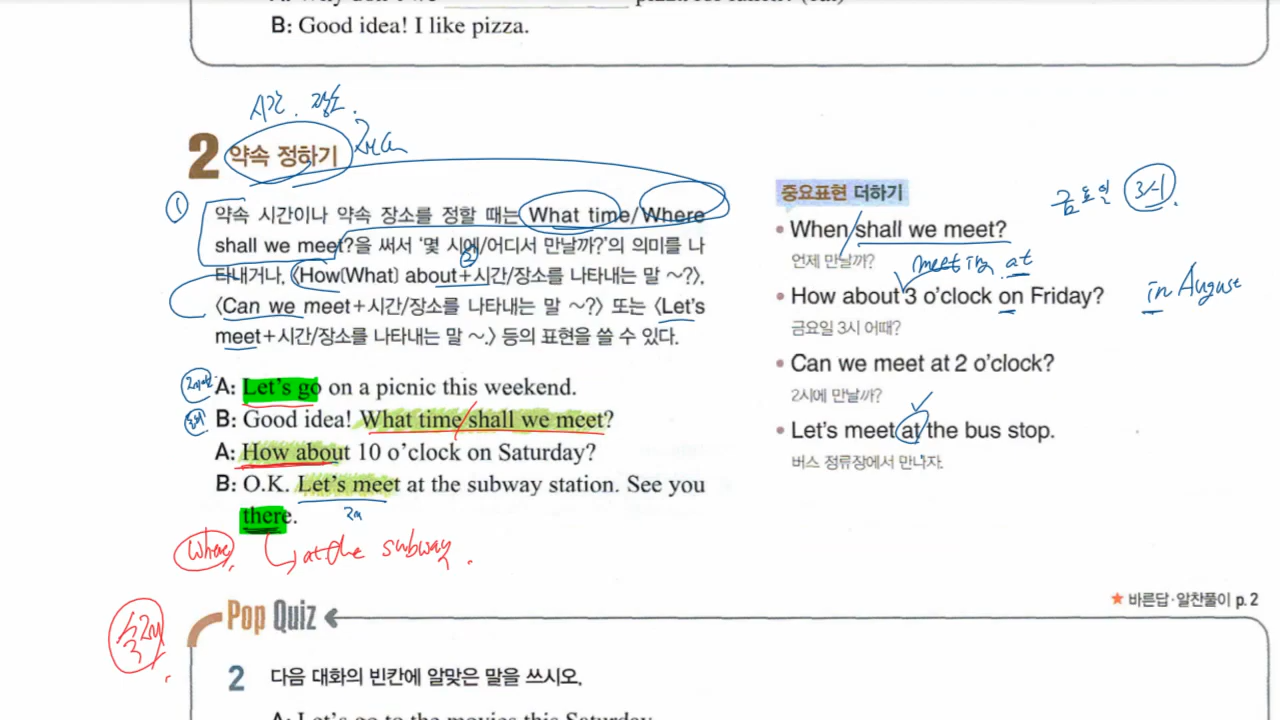 B: Good idea! I like pizza.
시간. 장소.
2 약속 정하기
①
약속 시간이나 약속 장소를 정할 때는 What time/Where
shall we meet?을 써서 '몇 시에/어디서 만날까?'의 의미를 나
②
타내거나, 〈How[What] about+시간/장소를 나타내는 말 ~?〉,
〈Can we meet+시간/장소를 나타내는 말 ~?〉 또는 〈Let's
meet+시간/장소를 나타내는 말 ~.〉 등의 표현을 쓸 수 있다.
A: Let's go on a picnic this weekend.
B: Good idea! What time/shall we meet?
A: How about 10 o'clock on Saturday?
B: O.K. Let's meet at the subway station. See you
there.
where
at the subway.
중요표현 더하기
금요일 3시.
• When/shall we meet?
언제 만날까?
meeting at
• How about 3 o'clock on Friday?
in August
금요일 3시 어때?
• Can we meet at 2 o'clock?
2시에 만날까?
• Let's meet at the bus stop.
버스 정류장에서 만나자.
★ 바른답·알찬풀이 p.2
Pop Quiz
2 다음 대화의 빈칸에 알맞은 말을 쓰시오.
A: Let's go to the movies this Saturday.